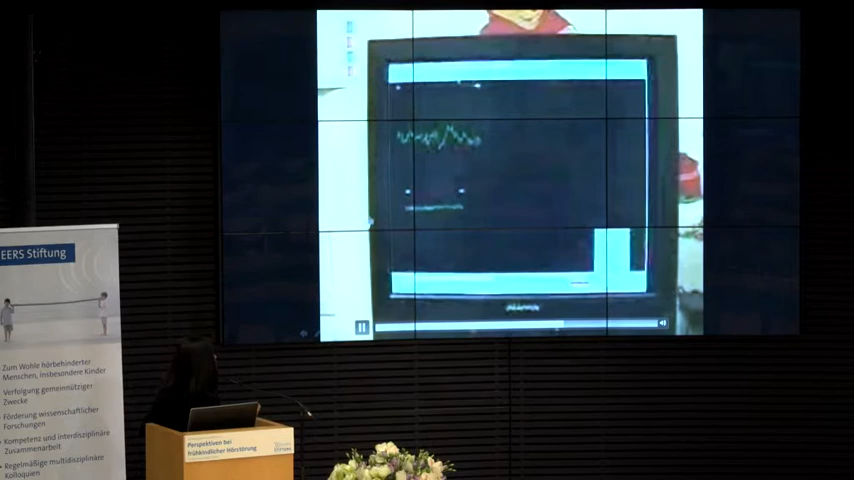 EERS Stiftung
Zum Wohle hörbehinderter
Menschen, insbesondere Kinder
Verfolgung gemeinnütziger
Zwecke
Förderung wissenschaftlicher
Forschungen
Kompetenz und interdisziplinäre
Zusammenarbeit
Regelmäßige multidisziplinäre
Kolloquien
Perspektiven bei
frühkindlicher Hörstörung